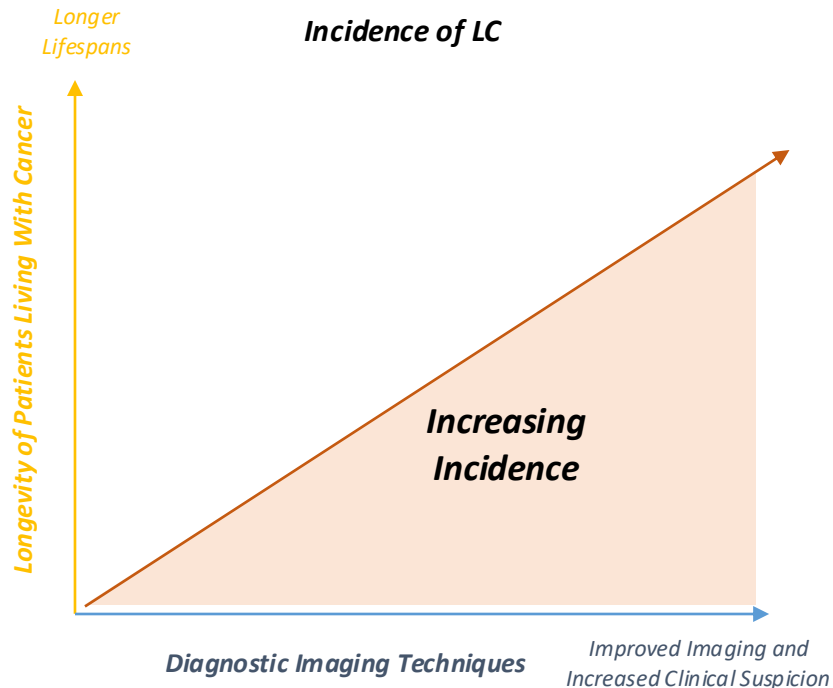 Longer
Lifespans
Incidence of LC
Longevity of Patients Living With Cancer
Increasing
Incidence
Diagnostic Imaging Techniques
Improved Imaging and
Increased Clinical Suspicion